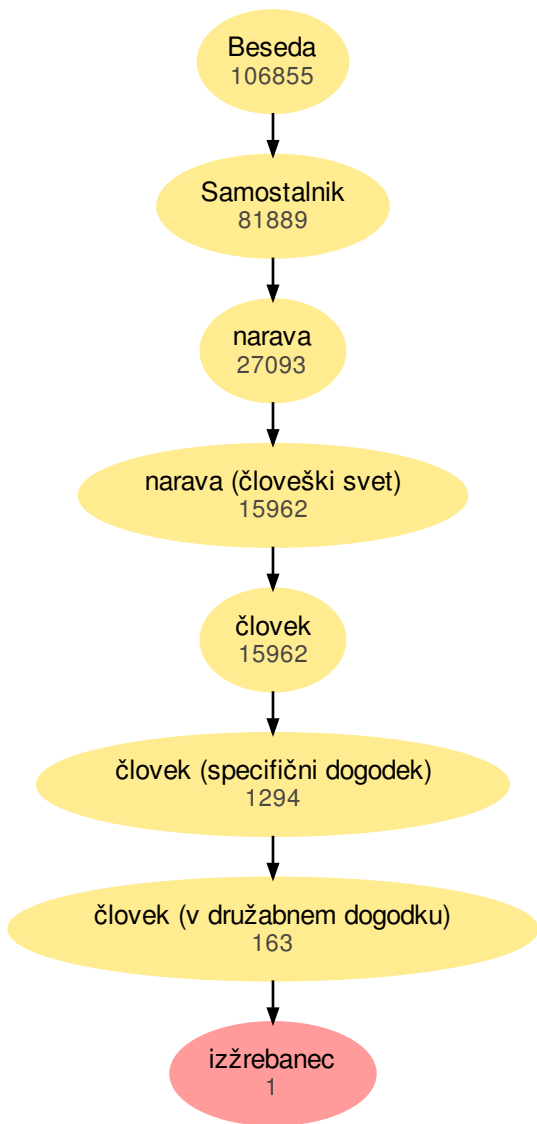 Beseda
106855
Samostalnik
81889
narava
27093
narava (človeški svet)
15962
človek
15962
človek (specifični dogodek)
1294
človek (v družabnem dogodku)
163
izžrebanec
1